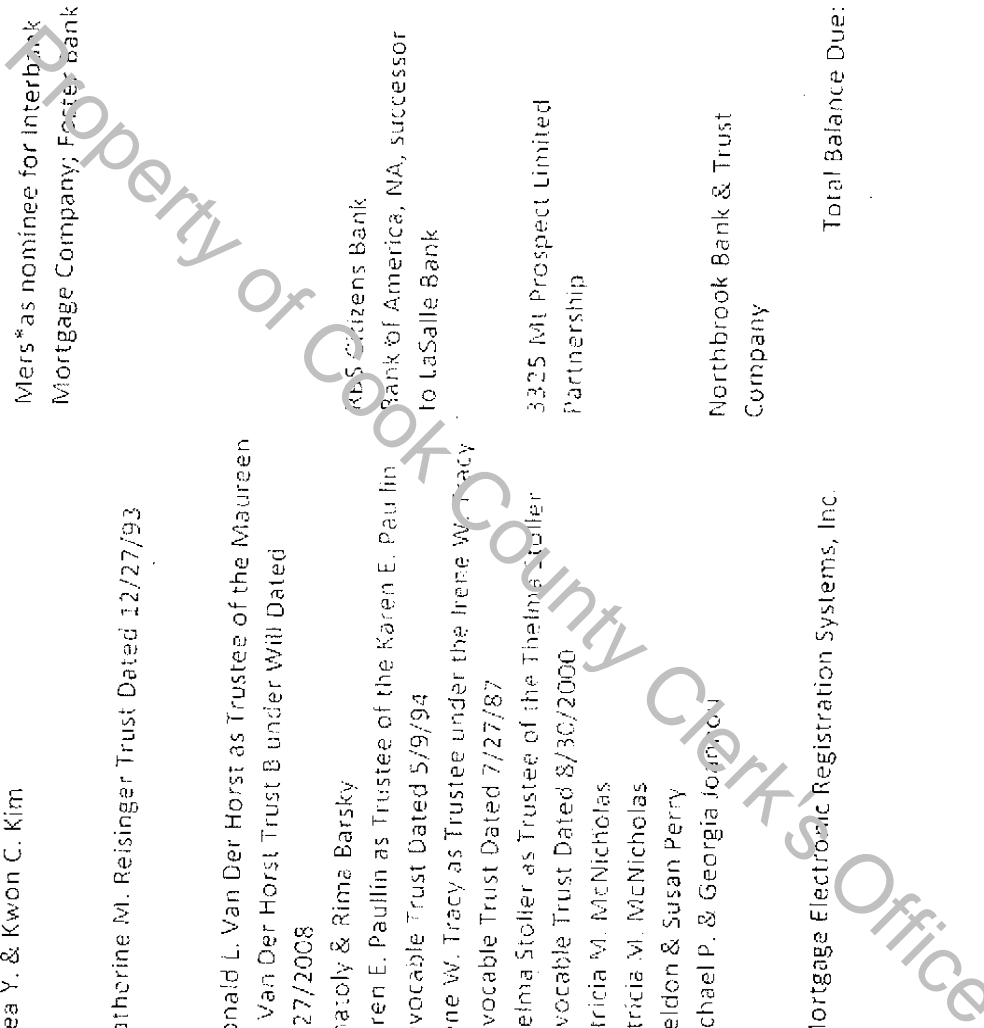 ea Y. & Kwon C. Kim
Mers*as nominee for Interbank
Mortgage Company; Foster Bank
atherine M. Reisinger Trust Dated 12/27/93
onald L. Van Der Horst as Trustee of the Maureen
Van Der Horst Trust B under Will Dated
27/2008
natoly & Rima Barsky
RBS Citizens Bank
ren E. Paullin as Trustee of the Karen E. Paullin
Bank of America, NA, successor
vocable Trust Dated 5/9/94
to LaSalle Bank
ne W. Tracy as Trustee under the Irene W. Tracy
vocable Trust Dated 7/27/87
elma Stoller as Trustee of the Thelma Stoller
3325 Mt Prospect Limited
vocable Trust Dated 8/30/2000
Partnership
tricia M. McNicholas
tricia M. McNicholas
eldon & Susan Perry
chael P. & Georgia
Northbrook Bank & Trust
Company
lortgage Electronic Registration Systems, Inc.
Total Balance Due:
Property of Cook County Clerk's Office